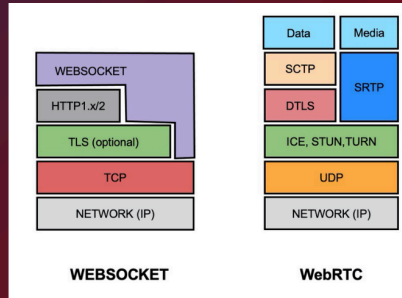 WEBSOCKET
HTTP1.x/2
TLS (optional)
TCP
NETWORK (IP)
WEBSOCKET
Data
Media
SCTP
SRTP
DTLS
ICE, STUN,TURN
UDP
NETWORK (IP)
WebRTC